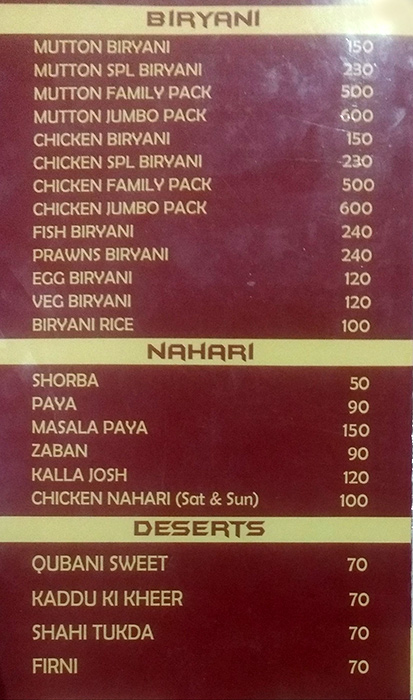 BIRYANI
MUTTON BIRYANI 150
MUTTON SPL BIRYANI 230
MUTTON FAMILY PACK 500
MUTTON JUMBO PACK 600
CHICKEN BIRYANI 150
CHICKEN SPL BIRYANI 230
CHICKEN FAMILY PACK 500
CHICKEN JUMBO PACK 600
FISH BIRYANI 240
PRAWNS BIRYANI 240
EGG BIRYANI 120
VEG BIRYANI 120
BIRYANI RICE 100
NAHARI
SHORBA 50
PAYA 90
MASALA PAYA 150
ZABAN 90
KALLA JOSH 120
CHICKEN NAHARI (Sat & Sun) 100
DESERTS
QUBANI SWEET 70
KADDU KI KHEER 70
SHAHI TUKDA 70
FIRNI 70